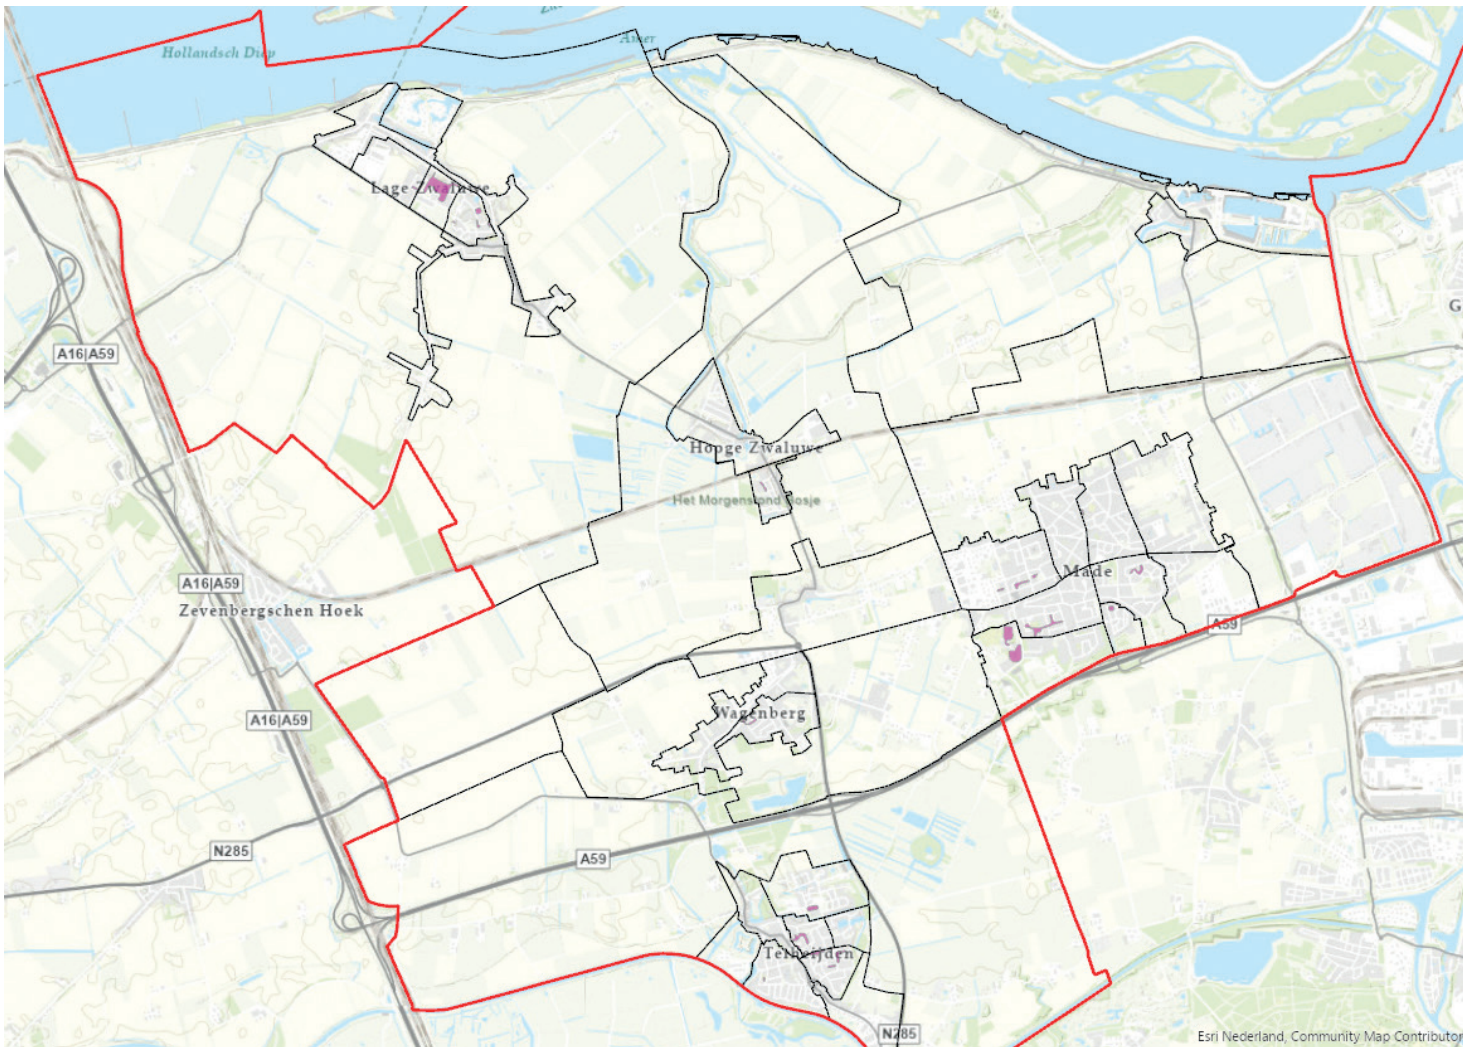 Hollandsch Diep
Amer
Lage Zwaluwe
G
A16|A59
Hooge Zwaluwe
Het Morgenstond Bosje
Made
A16|A59
Zevenbergschen Hoek
A59
A16|A59
Wagenberg
N285
A59
Terheijden
N285
Esri Nederland, Community Map Contributor